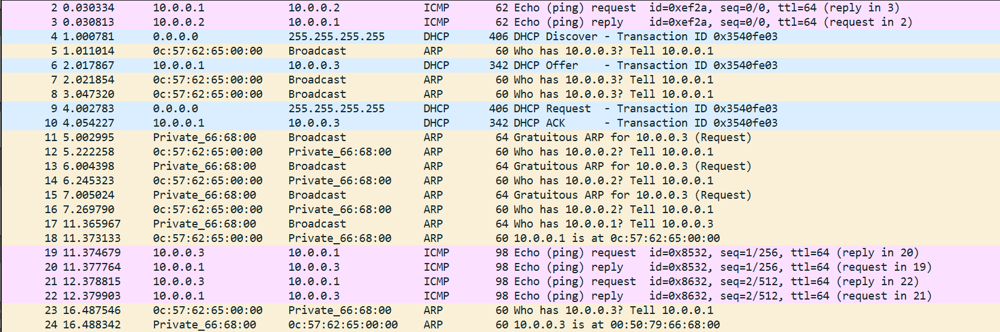 2 0.030334 10.0.0.1 10.0.0.2 ICMP 62 Echo (ping) request id=0xef2a, seq=0/0, ttl=64 (reply in 3)
3 0.030813 10.0.0.2 10.0.0.1 ICMP 62 Echo (ping) reply id=0xef2a, seq=0/0, ttl=64 (request in 2)
4 1.000781 0.0.0.0 255.255.255.255 DHCP 406 DHCP Discover - Transaction ID 0x3540fe03
5 1.011014 0c:57:62:65:00:00 Broadcast ARP 60 Who has 10.0.0.3? Tell 10.0.0.1
6 2.017867 10.0.0.1 10.0.0.3 DHCP 342 DHCP Offer - Transaction ID 0x3540fe03
7 2.021854 0c:57:62:65:00:00 Broadcast ARP 60 Who has 10.0.0.3? Tell 10.0.0.1
8 3.047320 0c:57:62:65:00:00 Broadcast ARP 60 Who has 10.0.0.3? Tell 10.0.0.1
9 4.002783 0.0.0.0 255.255.255.255 DHCP 406 DHCP Request - Transaction ID 0x3540fe03
10 4.054227 10.0.0.1 10.0.0.3 DHCP 342 DHCP ACK - Transaction ID 0x3540fe03
11 5.002995 Private_66:68:00 Broadcast ARP 64 Gratuitous ARP for 10.0.0.3 (Request)
12 5.222258 0c:57:62:65:00:00 Private_66:68:00 ARP 60 Who has 10.0.0.2? Tell 10.0.0.1
13 6.004398 Private_66:68:00 Broadcast ARP 64 Gratuitous ARP for 10.0.0.3 (Request)
14 6.245323 0c:57:62:65:00:00 Private_66:68:00 ARP 60 Who has 10.0.0.2? Tell 10.0.0.1
15 7.005024 Private_66:68:00 Broadcast ARP 64 Gratuitous ARP for 10.0.0.3 (Request)
16 7.269790 0c:57:62:65:00:00 Private_66:68:00 ARP 60 Who has 10.0.0.2? Tell 10.0.0.1
17 11.365967 Private_66:68:00 Broadcast ARP 64 Who has 10.0.0.1? Tell 10.0.0.3
18 11.373133 0c:57:62:65:00:00 Private_66:68:00 ARP 60 10.0.0.1 is at 0c:57:62:65:00:00
19 11.374679 10.0.0.3 10.0.0.1 ICMP 98 Echo (ping) request id=0x8532, seq=1/256, ttl=64 (reply in 20)
20 11.377764 10.0.0.1 10.0.0.3 ICMP 98 Echo (ping) reply id=0x8532, seq=1/256, ttl=64 (request in 19)
21 12.378815 10.0.0.3 10.0.0.1 ICMP 98 Echo (ping) request id=0x8632, seq=2/512, ttl=64 (reply in 22)
22 12.379903 10.0.0.1 10.0.0.3 ICMP 98 Echo (ping) reply id=0x8632, seq=2/512, ttl=64 (request in 21)
23 16.487546 0c:57:62:65:00:00 Private_66:68:00 ARP 60 Who has 10.0.0.3? Tell 10.0.0.1
24 16.488342 Private_66:68:00 0c:57:62:65:00:00 ARP 60 10.0.0.3 is at 00:50:79:66:68:00